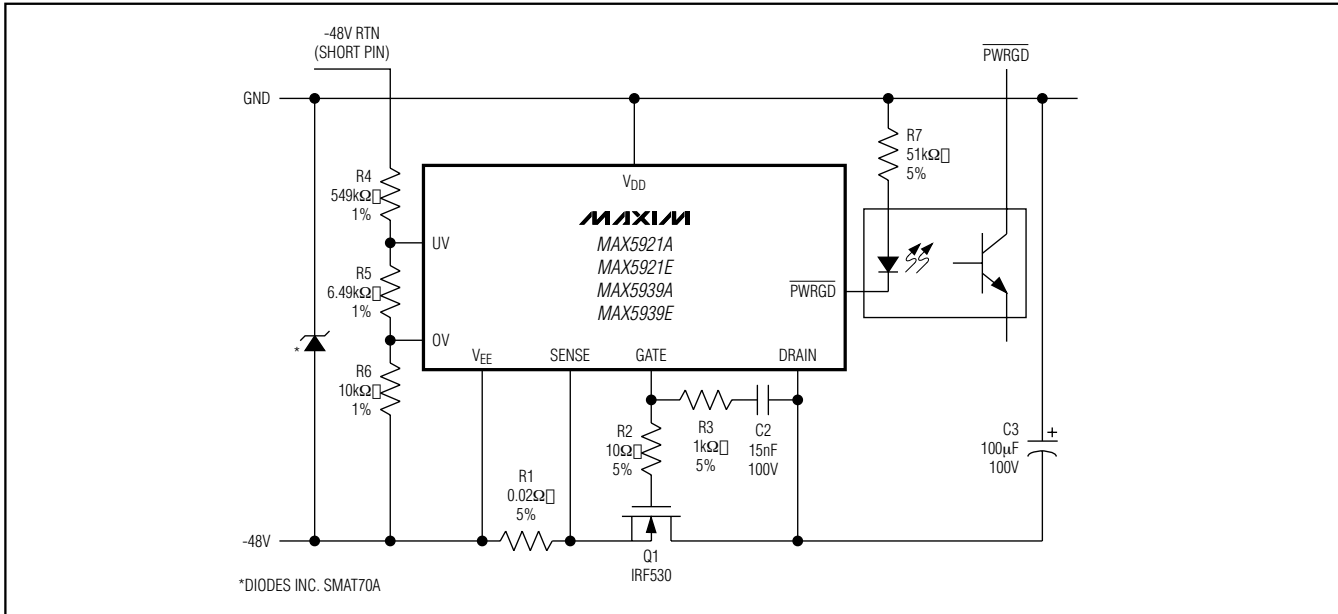 -48V RTN
(SHORT PIN)
PWRGD
GND
R7
51kΩ
5%
R4
549kΩ
1%
VDD
MAXIM
MAX5921A
MAX5921E
MAX5939A
MAX5939E
UV
R5
6.49kΩ
1%
PWRGD
OV
*
VEE
SENSE
GATE
DRAIN
R6
10kΩ
1%
R2
10Ω
5%
R3
1kΩ
5%
C2
15nF
100V
C3
100μF
100V
+
R1
0.02Ω
5%
-48V
Q1
IRF530
*DIODES INC. SMAT70A